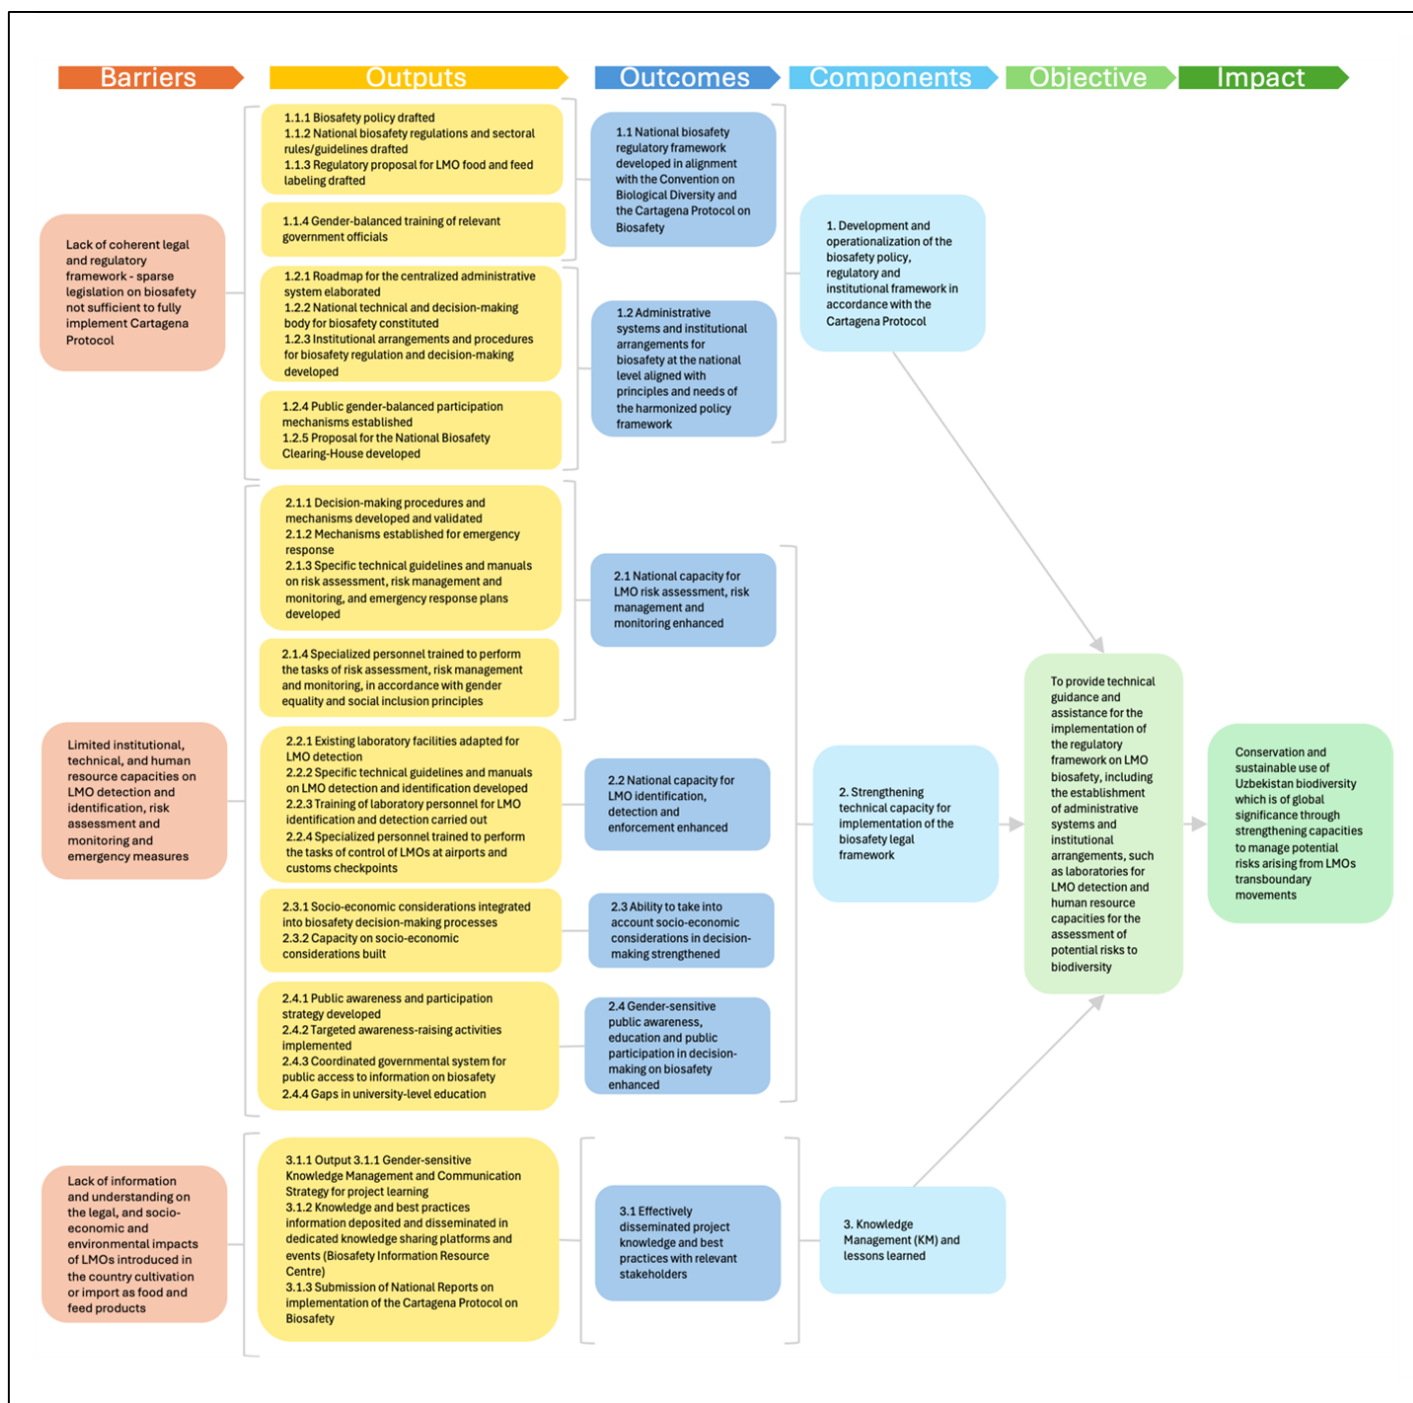 Barriers
Outputs
Outcomes
Components
Objective
Impact
Lack of coherent legal
and regulatory
framework - sparse
legislation on biosafety
not sufficient to fully
implement Cartagena
Protocol
1.1.1 Biosafety policy drafted
1.1.2 National biosafety regulations and sectoral
rules/guidelines drafted
1.1.3 Regulatory proposal for LMO food and feed
labeling drafted
1.1.4 Gender-balanced training of relevant
government officials
1.2.1 Roadmap for the centralized administrative
system elaborated
1.2.2 National technical and decision-making
body for biosafety constituted
1.2.3 Institutional arrangements and procedures
for biosafety regulation and decision-making
developed
1.2.4 Public gender-balanced participation
mechanisms established
1.2.5 Proposal for the National Biosafety
Clearing-House developed
1.1 National biosafety
regulatory framework
developed in alignment
with the Convention on
Biological Diversity and
the Cartagena Protocol on
Biosafety
1.2 Administrative
systems and institutional
arrangements for
biosafety at the national
level aligned with
principles and needs of
the harmonized policy
framework
1. Development and
operationalization of the
biosafety policy,
regulatory and
institutional framework in
accordance with the
Cartagena Protocol
Limited institutional,
technical, and human
resource capacities on
LMO detection and
identification, risk
assessment and
monitoring and
emergency measures
2.1.1 Decision-making procedures and
mechanisms developed and validated
2.1.2 Mechanisms established for emergency
response
2.1.3 Specific technical guidelines and manuals
on risk assessment, risk management and
monitoring, and emergency response plans
developed
2.1.4 Specialized personnel trained to perform
the tasks of risk assessment, risk management
and monitoring, in accordance with gender
equality and social inclusion principles
2.2.1 Existing laboratory facilities adapted for
LMO detection
2.2.2 Specific technical guidelines and manuals
on LMO detection and identification developed
2.2.3 Training of laboratory personnel for LMO
identification and detection carried out
2.2.4 Specialized personnel trained to perform
the tasks of control of LMOs at airports and
customs checkpoints
2.3.1 Socio-economic considerations integrated
into biosafety decision-making processes
2.3.2 Capacity on socio-economic
considerations built
2.4.1 Public awareness and participation
strategy developed
2.4.2 Targeted awareness-raising activities
implemented
2.4.3 Coordinated governmental system for
public access to information on biosafety
2.4.4 Gaps in university-level education
2.1 National capacity for
LMO risk assessment, risk
management and
monitoring enhanced
2.2 National capacity for
LMO identification,
detection and
enforcement enhanced
2.3 Ability to take into
account socio-economic
considerations in decision-
making strengthened
2.4 Gender-sensitive
public awareness,
education and public
participation in decision-
making on biosafety
enhanced
2. Strengthening
technical capacity for
implementation of the
biosafety legal
framework
Lack of information
and understanding on
the legal, and socio-
economic and
environmental impacts
of LMOs introduced in
the country cultivation
or import as food and
feed products
3.1.1 Output 3.1.1 Gender-sensitive
Knowledge Management and Communication
Strategy for project learning
3.1.2 Knowledge and best practices
information deposited and disseminated in
dedicated knowledge sharing platforms and
events (Biosafety Information Resource
Centre)
3.1.3 Submission of National Reports on
implementation of the Cartagena Protocol on
Biosafety
3.1 Effectively
disseminated project
knowledge and best
practices with relevant
stakeholders
3. Knowledge
Management (KM) and
lessons learned
To provide technical
guidance and
assistance for the
implementation of
the regulatory
framework on LMO
biosafety, including
the establishment
of administrative
systems and
institutional
arrangements, such
as laboratories for
LMO detection and
human resource
capacities for the
assessment of
potential risks to
biodiversity
Conservation and
sustainable use of
Uzbekistan biodiversity
which is of global
significance through
strengthening capacities
to manage potential
risks arising from LMOs
transboundary
movements